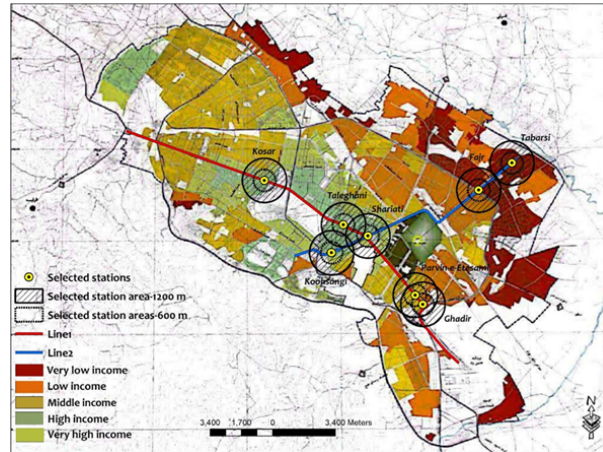 Tabarsi
Fajr
Kosar
Taleghani
Shariati
Koohsangi
Parvin-e-Etesami
Ghadir
Selected stations
Selected station area-1200 m
Selected station areas-600 m
Line1
Line2
Very low income
Low income
Middle income
High income
Very high income
3,400 1,700 0 3,400 Meters
N